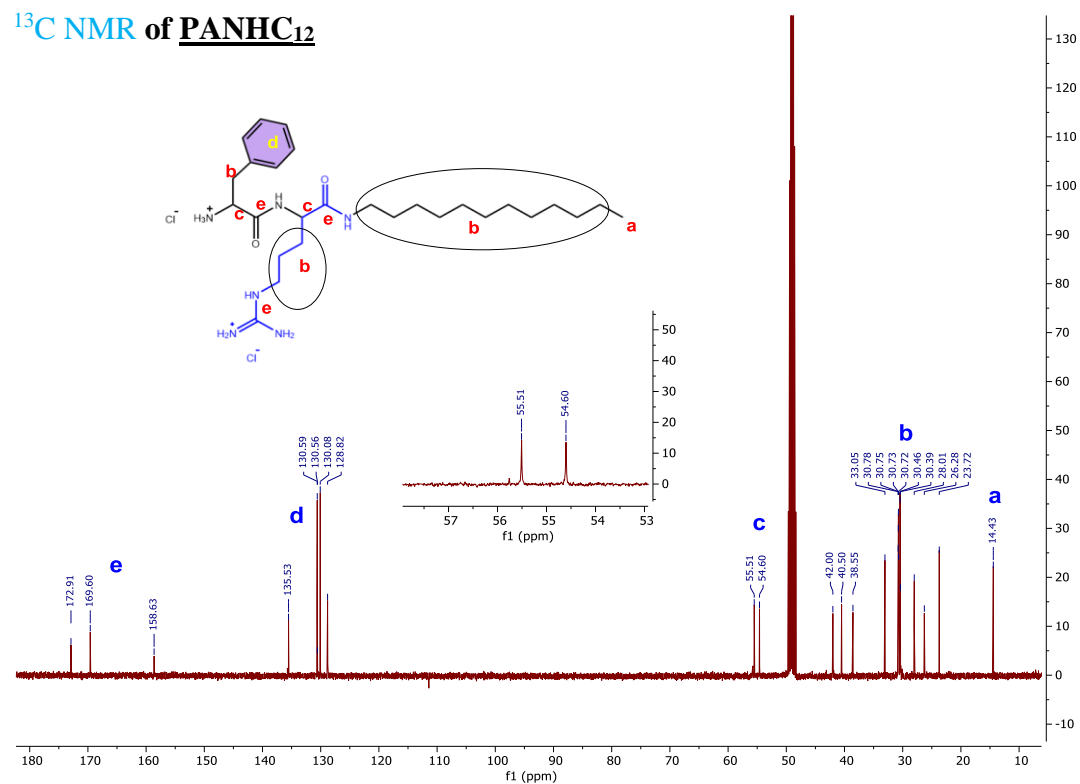 ¹³C NMR of PANHC₁₂
130
120
110
100
90
80
70
60
50
40
30
20
10
0
-10
d
b
O
H
N
c
e
c
e
Cl⁻
H₃N⁺
O
N
H
b
a
b
HN
e
H₂N⁺
NH₂
Cl⁻
50
40
30
20
10
0
55.51
54.60
57
56
55
54
53
f1 (ppm)
e
172.91
169.60
158.63
d
135.53
130.59
130.56
130.08
128.82
c
55.51
54.60
42.00
40.50
38.55
b
33.05
30.78
30.75
30.73
30.72
30.46
30.39
28.01
26.28
23.72
a
14.43
180 170 160 150 140 130 120 110 100 90 80 70 60 50 40 30 20 10
f1 (ppm)